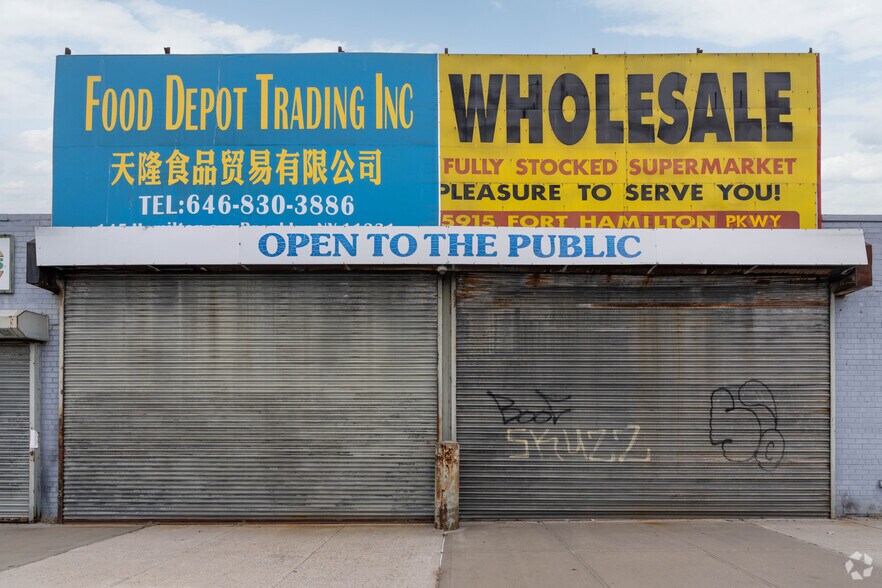 FOOD DEPOT TRADING INC
天隆食品贸易有限公司
TEL:646-830-3886
WHOLESALE
FULLY STOCKED SUPERMARKET
PLEASURE TO SERVE YOU!
5915 FORT HAMILTON PKWY
OPEN TO THE PUBLIC
SKUZZ